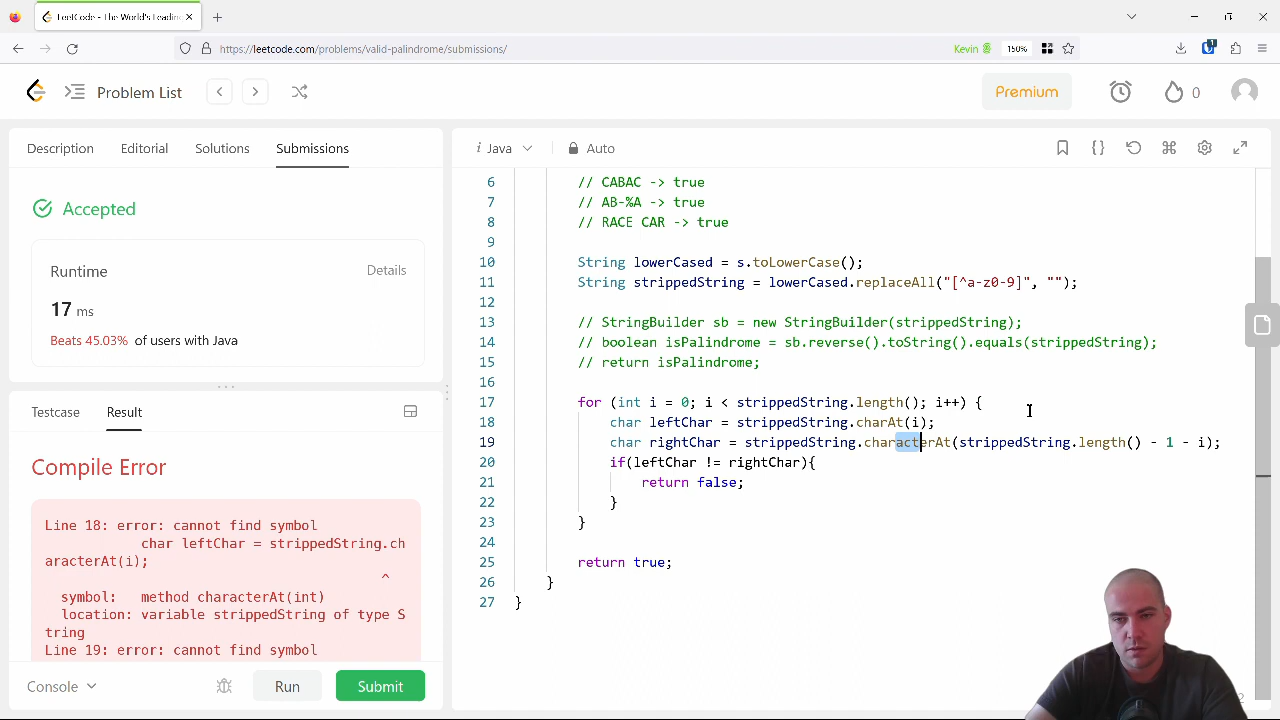 LeetCode - The World's Leading
https://leetcode.com/problems/valid-palindrome/submissions/
Kevin
150%
Problem List
Premium
0
Description
Editorial
Solutions
Submissions
Accepted
Runtime
Details
17 ms
Beats 45.03% of users with Java
Testcase
Result
Compile Error
Line 18: error: cannot find symbol
            char leftChar = strippedString.ch
aracterAt(i);
                                          ^
  symbol:   method characterAt(int)
  location: variable strippedString of type S
tring
Line 19: error: cannot find symbol
Console
Run
Submit
i Java
Auto
6 // CABAC -> true
7 // AB-%A -> true
8 // RACE CAR -> true
9
10 String lowerCased = s.toLowerCase();
11 String strippedString = lowerCased.replaceAll("[^a-z0-9]", "");
12
13 // StringBuilder sb = new StringBuilder(strippedString);
14 // boolean isPalindrome = sb.reverse().toString().equals(strippedString);
15 // return isPalindrome;
16
17 for (int i = 0; i < strippedString.length(); i++) {
18 char leftChar = strippedString.charAt(i);
19 char rightChar = strippedString.characterAt(strippedString.length() - 1 - i);
20 if(leftChar != rightChar){
21 return false;
22 }
23 }
24
25 return true;
26 }
27 }